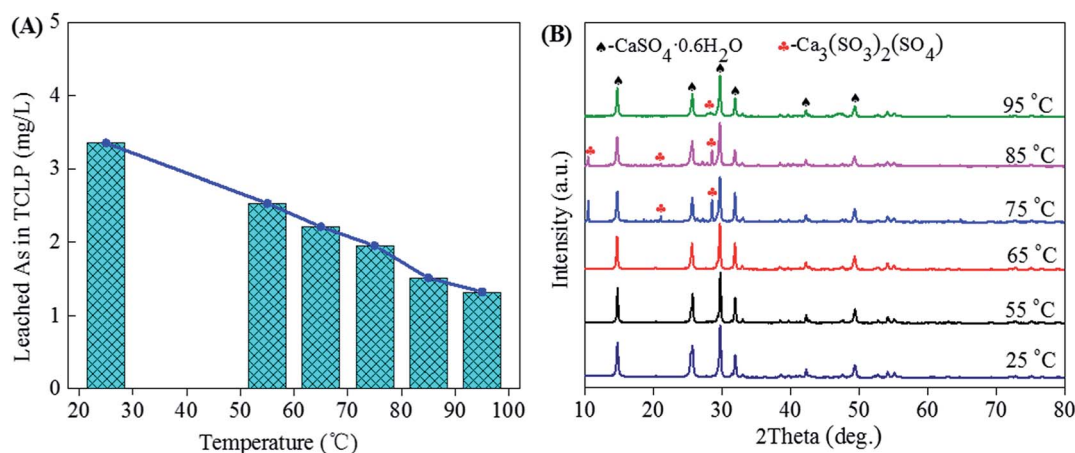 (A)
Leached As in TCLP (mg/L)
5
4
3
2
1
0
20 30 40 50 60 70 80 90 100
Temperature (℃)
(B)
♠-CaSO₄·0.6H₂O ♣-Ca₃(SO₃)₂(SO₄)
Intensity (a.u.)
95 °C
85 °C
75 °C
65 °C
55 °C
25 °C
10 20 30 40 50 60 70 80
2Theta (deg.)